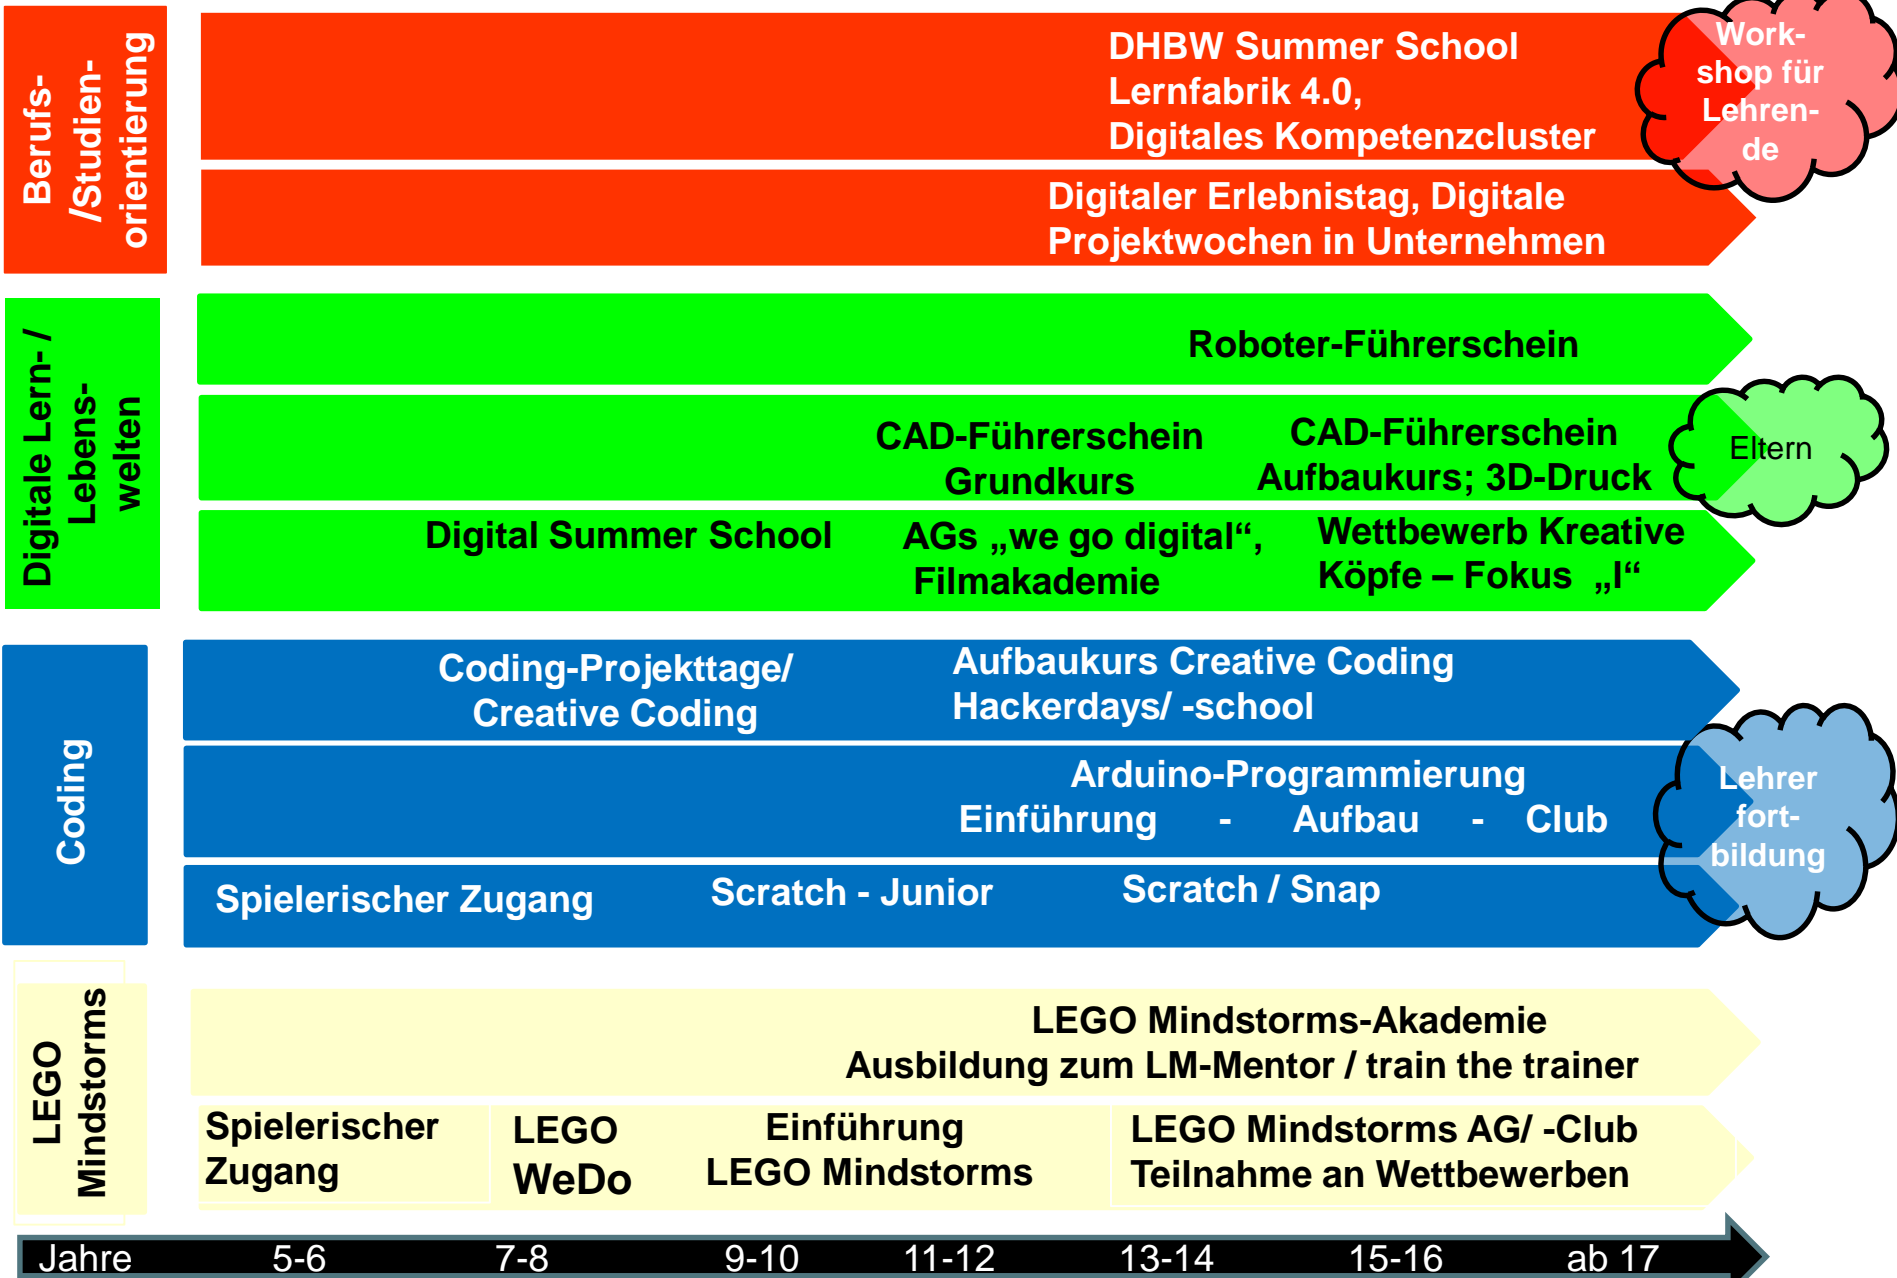 Berufs-
/Studien-
orientierung
DHBW Summer School
Lernfabrik 4.0,
Digitales Kompetenzcluster
Work-
shop für
Lehren-
de
Digitaler Erlebnistag, Digitale
Projektwochen in Unternehmen
Digitale Lern- /
Lebens-
welten
Roboter-Führerschein
CAD-Führerschein
Grundkurs
CAD-Führerschein
Aufbaukurs; 3D-Druck
Eltern
Digital Summer School
AGs „we go digital“,
Filmakademie
Wettbewerb Kreative
Köpfe – Fokus „I“
Coding
Coding-Projekttage/
Creative Coding
Aufbaukurs Creative Coding
Hackerdays/ -school
Arduino-Programmierung
Einführung - Aufbau - Club
Lehrer
fort-
bildung
Spielerischer Zugang
Scratch - Junior
Scratch / Snap
LEGO
Mindstorms
LEGO Mindstorms-Akademie
Ausbildung zum LM-Mentor / train the trainer
Spielerischer
Zugang
LEGO
WeDo
Einführung
LEGO Mindstorms
LEGO Mindstorms AG/ -Club
Teilnahme an Wettbewerben
Jahre 5-6 7-8 9-10 11-12 13-14 15-16 ab 17